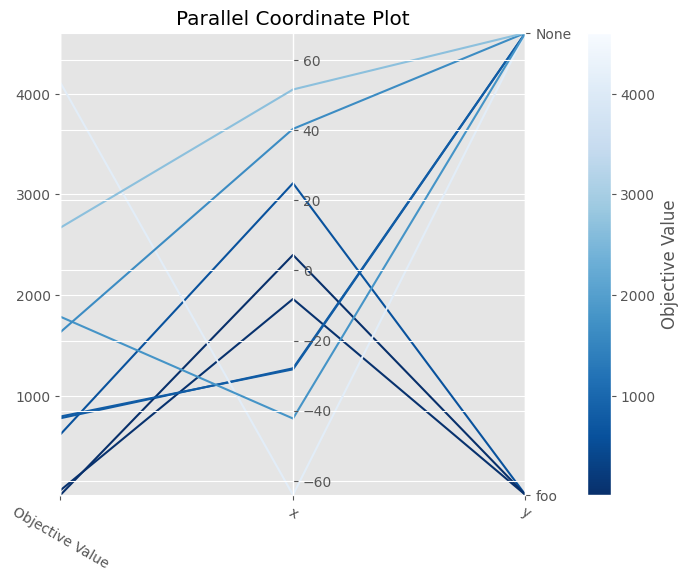 Parallel Coordinate Plot
4000
3000
2000
1000
60
40
20
0
−20
−40
−60
None
foo
4000
3000
2000
1000
Objective Value
Objective Value
x
y